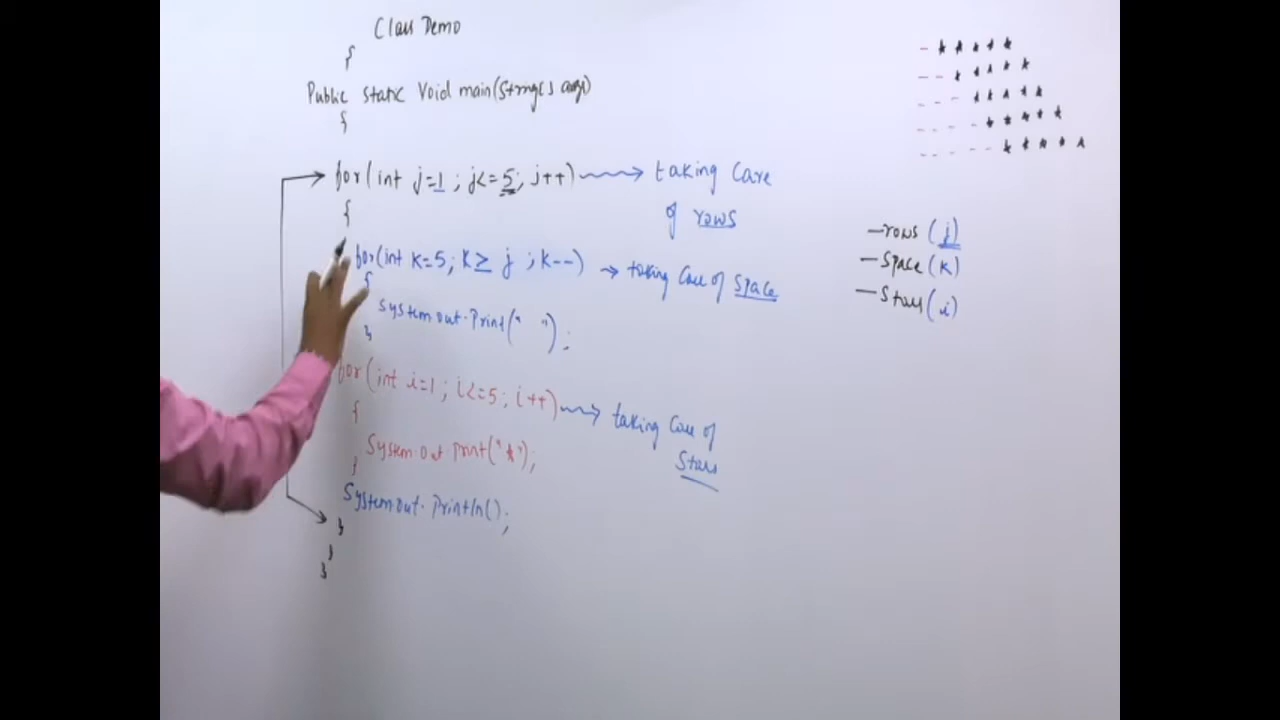 Class Demo
{
Public static Void main(String[] args)
{
for(int j=1 ; j<=5; j++) → taking Care
of rows
{
for(int k=5; k≥ j ; k--) → taking Care of Space
{
System out.Print(" ");
}
for(int i=1; i<=5; i++) → taking Care of
Stars
{
System.out print("*");
}
System out. Println();
}
}
}
- * * * * *
- - * * * * *
- - - * * * * *
- - - - * * * * *
- - - - - * * * * *
- rows (j)
- Space (k)
- Stars (i)